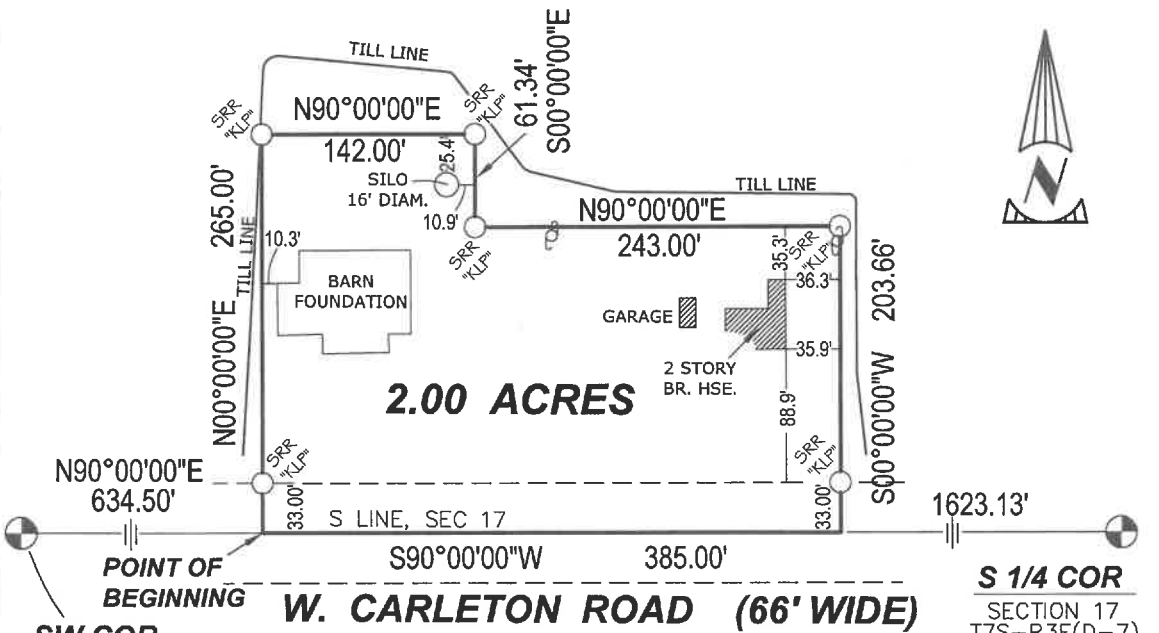 TILL LINE
N90°00'00"E
142.00'
SRR
"KLP"
SRR
"KLP"
61.34'
S00°00'00"E
25.4'
SILO
16' DIAM.
10.9'
TILL LINE
N90°00'00"E
243.00'
SRR
"KLP"
SRR
"KLP"
N00°00'00"E
265.00'
TILL LINE
10.3'
BARN
FOUNDATION
GARAGE
35.3'
36.3'
35.9'
2 STORY
BR. HSE.
88.9'
S00°00'00"W
203.66'
2.00 ACRES
SRR
"KLP"
SRR
"KLP"
N90°00'00"E
634.50'
33.00'
S LINE, SEC 17
33.00'
1623.13'
POINT OF
BEGINNING
S90°00'00"W
385.00'
W. CARLETON ROAD (66' WIDE)
S 1/4 COR
SECTION 17
T7S-R3E(D-7)
SW COR
N